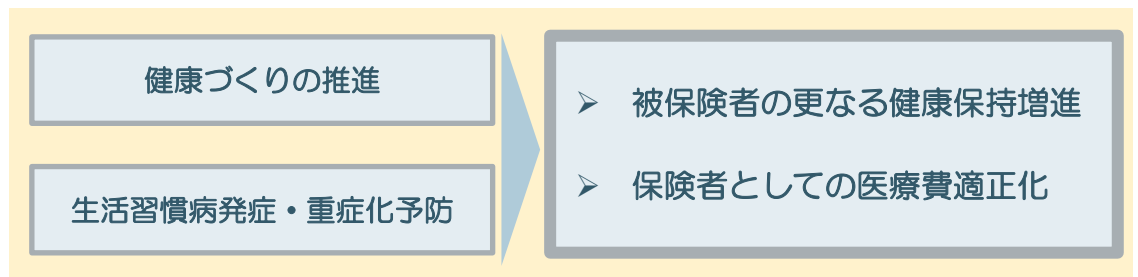 健康づくりの推進
生活習慣病発症・重症化予防
➢ 被保険者の更なる健康保持増進
➢ 保険者としての医療費適正化